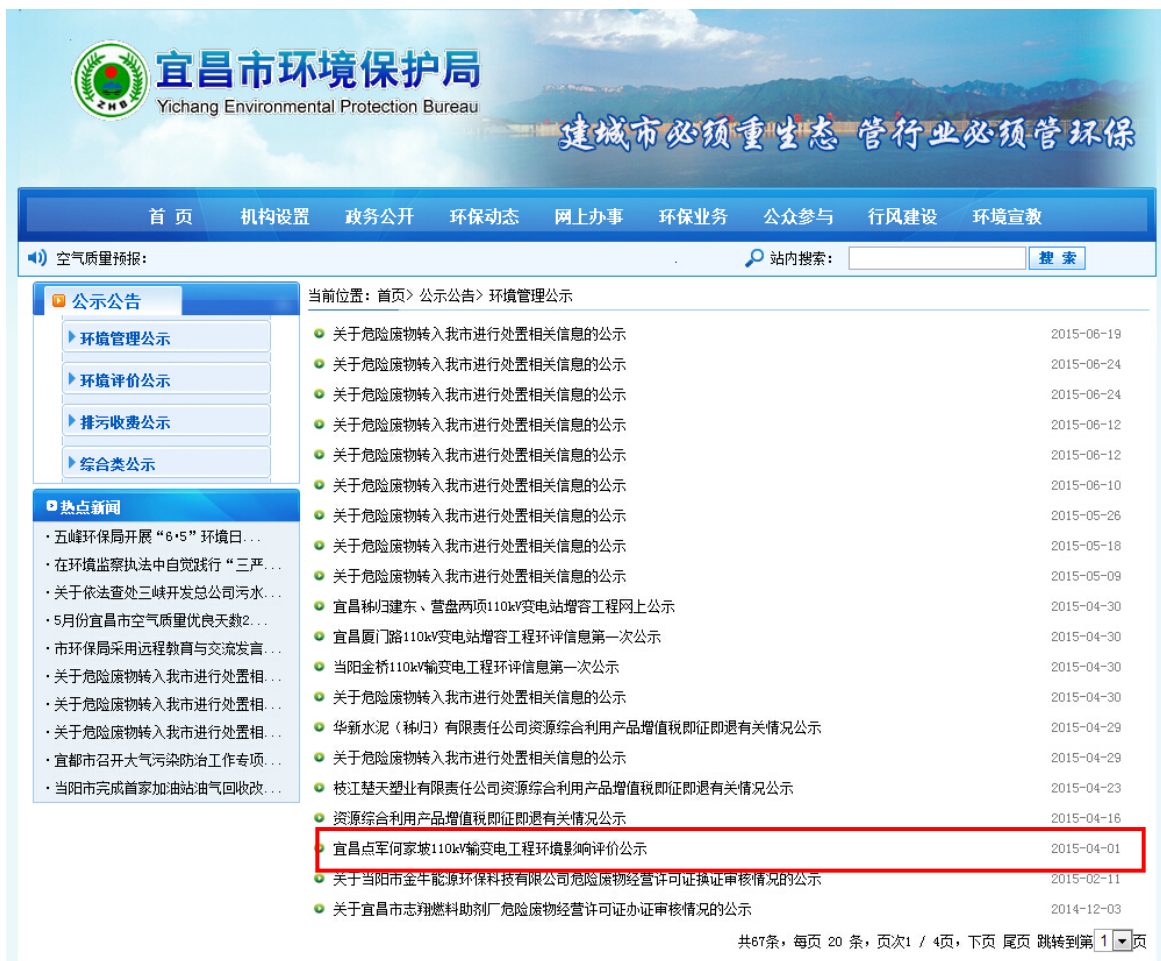 宜昌市环境保护局
Yichang Environmental Protection Bureau
ZHB
建城市必须重生态 管行业必须管环保
首 页 机构设置 政务公开 环保动态 网上办事 环保业务 公众参与 行风建设 环境宣教
空气质量预报： 站内搜索： 搜 索
公示公告
环境管理公示
环境评价公示
排污收费公示
综合类公示
热点新闻
·五峰环保局开展“6·5”环境日...
·在环境监察执法中自觉践行“三严...
·关于依法查处三峡开发总公司污水...
·5月份宜昌市空气质量优良天数2...
·市环保局采用远程教育与交流发言...
·关于危险废物转入我市进行处置相...
·关于危险废物转入我市进行处置相...
·关于危险废物转入我市进行处置相...
·宜都市召开大气污染防治工作专项...
·当阳市完成首家加油站油气回收改...
当前位置：首页> 公示公告> 环境管理公示
关于危险废物转入我市进行处置相关信息的公示 2015-06-19
关于危险废物转入我市进行处置相关信息的公示 2015-06-24
关于危险废物转入我市进行处置相关信息的公示 2015-06-24
关于危险废物转入我市进行处置相关信息的公示 2015-06-12
关于危险废物转入我市进行处置相关信息的公示 2015-06-12
关于危险废物转入我市进行处置相关信息的公示 2015-06-10
关于危险废物转入我市进行处置相关信息的公示 2015-05-26
关于危险废物转入我市进行处置相关信息的公示 2015-05-18
关于危险废物转入我市进行处置相关信息的公示 2015-05-09
宜昌秭归建东、营盘两项110kV变电站增容工程网上公示 2015-04-30
宜昌厦门路110kV变电站增容工程环评信息第一次公示 2015-04-30
当阳金桥110kV输变电工程环评信息第一次公示 2015-04-30
关于危险废物转入我市进行处置相关信息的公示 2015-04-30
华新水泥（秭归）有限责任公司资源综合利用产品增值税即征即退有关情况公示 2015-04-29
关于危险废物转入我市进行处置相关信息的公示 2015-04-29
枝江楚天塑业有限责任公司资源综合利用产品增值税即征即退有关情况公示 2015-04-23
资源综合利用产品增值税即征即退有关情况公示 2015-04-16
宜昌点军何家坡110kV输变电工程环境影响评价公示 2015-04-01
关于当阳市金牛能源环保科技有限公司危险废物经营许可证换证审核情况的公示 2015-02-11
关于宜昌市志翔燃料助剂厂危险废物经营许可证办证审核情况的公示 2014-12-03
共67条，每页 20 条，页次1 / 4页，下页 尾页 跳转到第 1 页